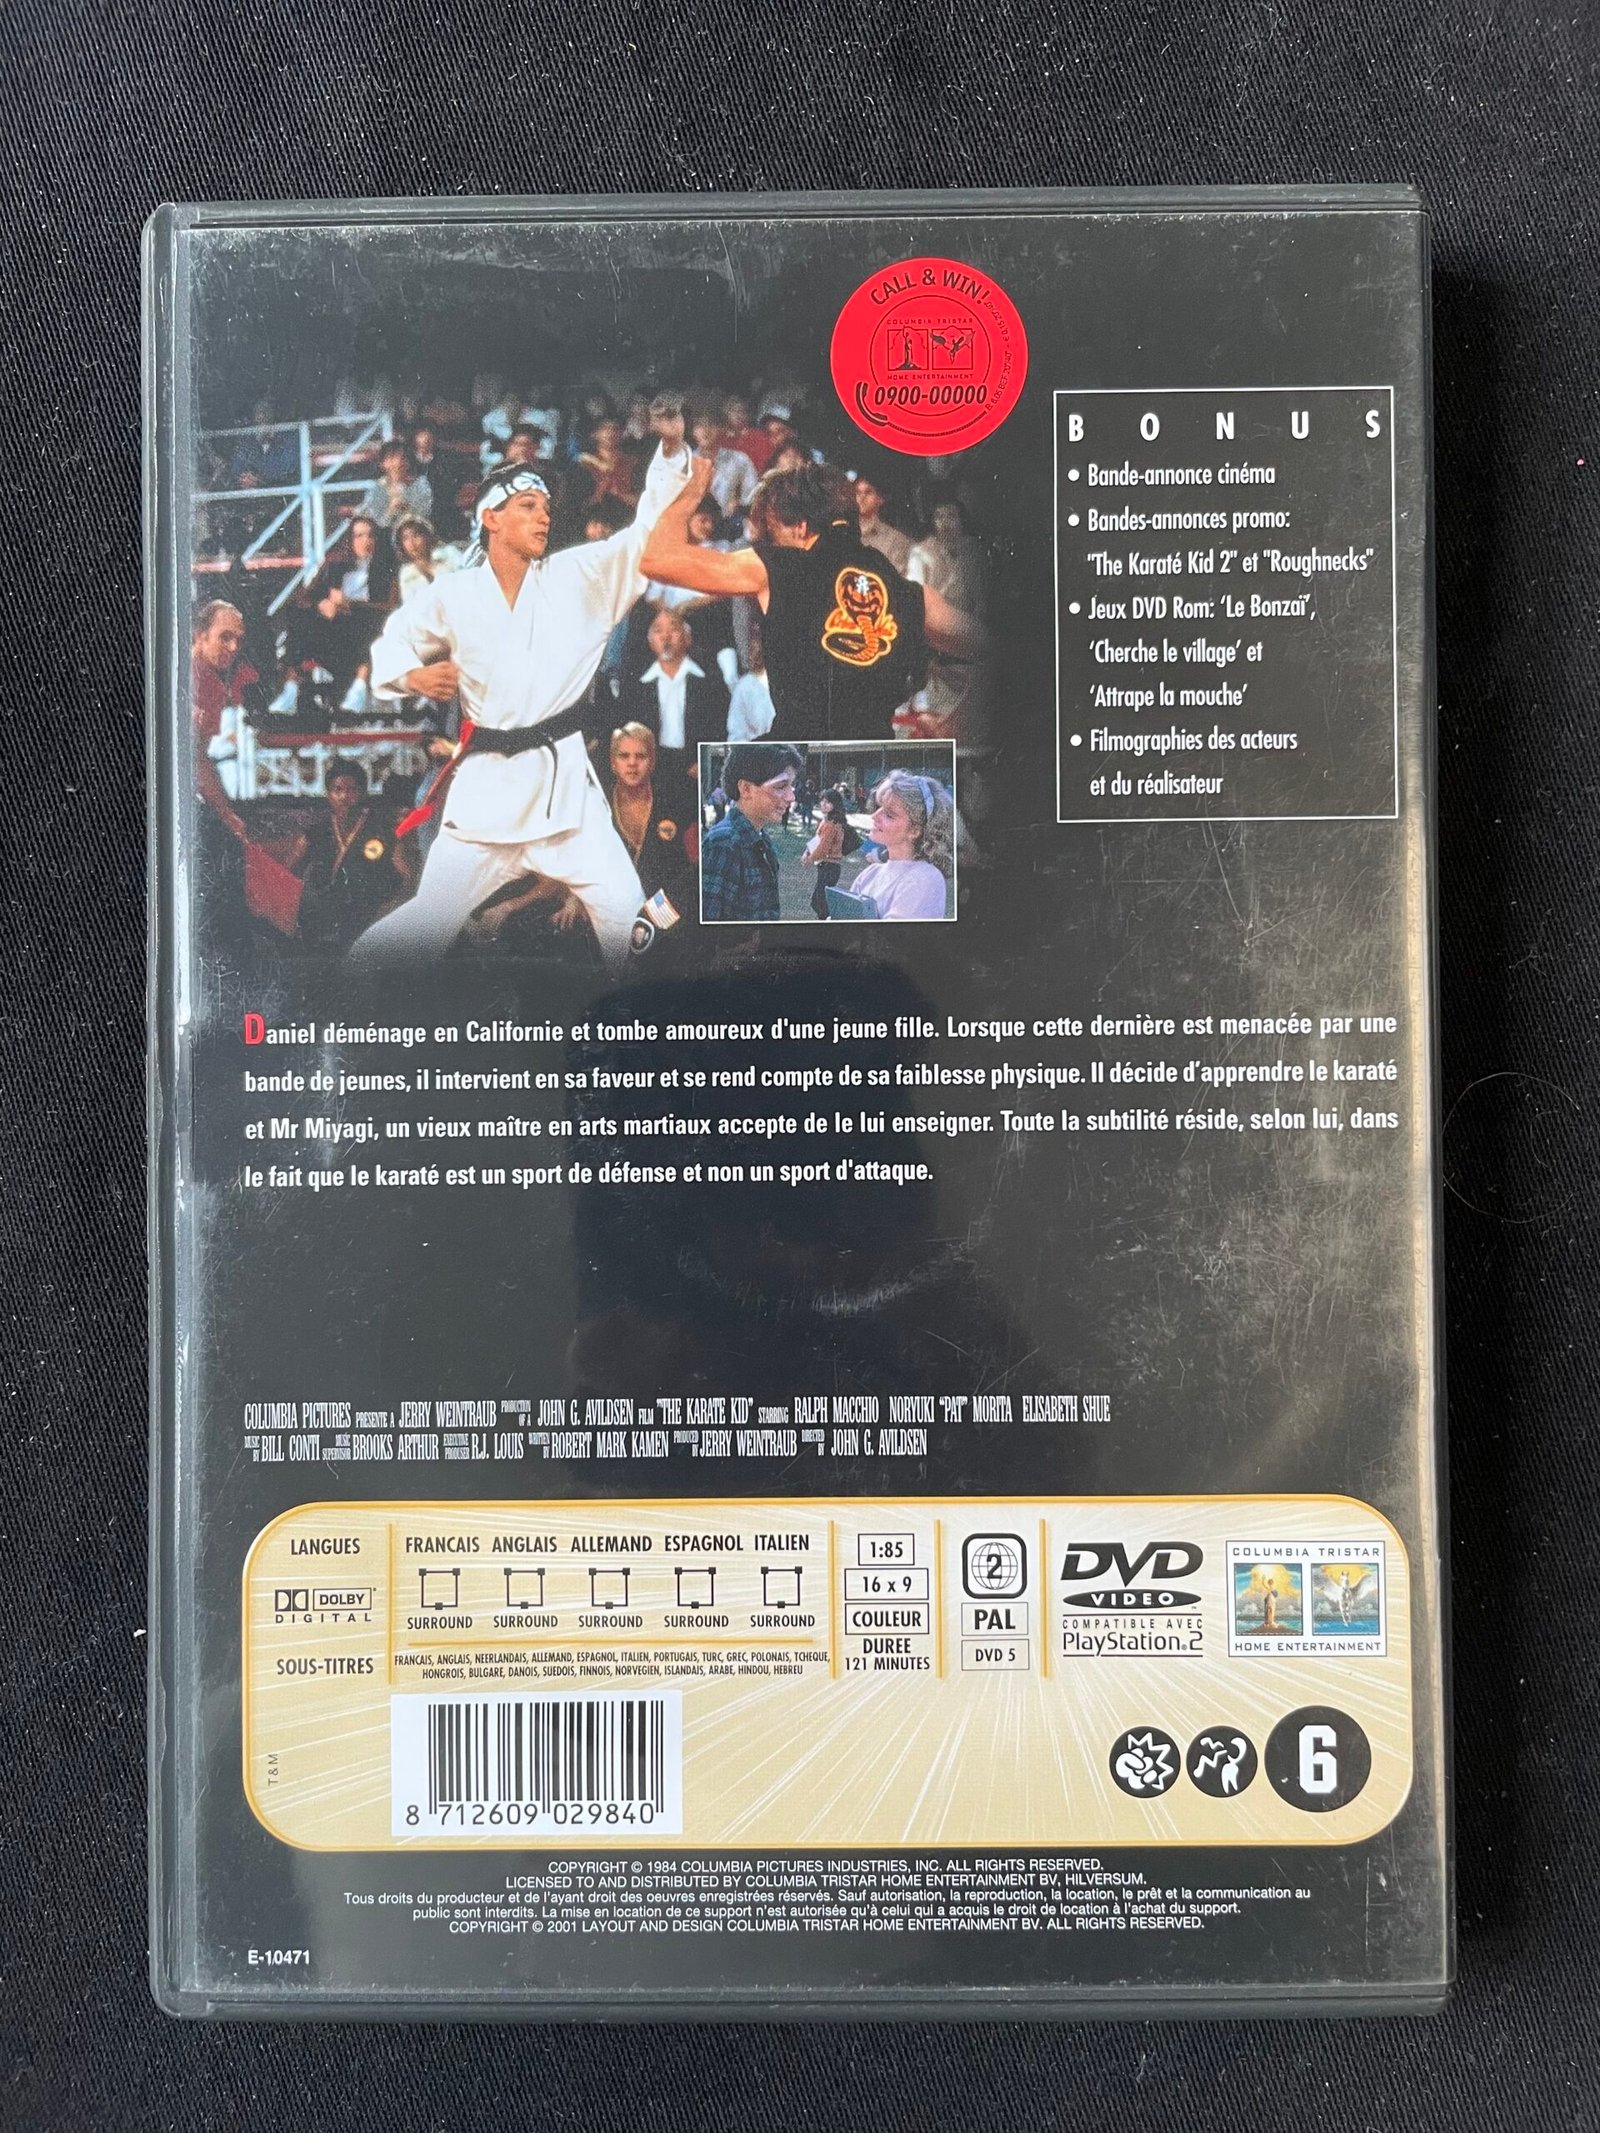 CALL & WIN!
COLUMBIA TRISTAR
HOME ENTERTAINMENT
0900-00000
BONUS
• Bande-annonce cinéma
• Bandes-annonces promo:
"The Karaté Kid 2" et "Roughnecks"
• Jeux DVD Rom: ‘Le Bonzaï’,
‘Cherche le village’ et
‘Attrape la mouche’
• Filmographies des acteurs
et du réalisateur
Daniel déménage en Californie et tombe amoureux d'une jeune fille. Lorsque cette dernière est menacée par une
bande de jeunes, il intervient en sa faveur et se rend compte de sa faiblesse physique. Il décide d’apprendre le karaté
et Mr Miyagi, un vieux maître en arts martiaux accepte de le lui enseigner. Toute la subtilité réside, selon lui, dans
le fait que le karaté est un sport de défense et non un sport d'attaque.
COLUMBIA PICTURES PRESENTE A JERRY WEINTRAUB PRODUCTION OF A JOHN G. AVILDSEN FILM "THE KARATE KID" STARRING RALPH MACCHIO NORYUKI “PAT” MORITA ELISABETH SHUE
MUSIC BY BILL CONTI MUSIC SUPERVISOR BROOKS ARTHUR EXECUTIVE PRODUSER R.J. LOUIS WRITTEN BY ROBERT MARK KAMEN PRODUCED BY JERRY WEINTRAUB DIRECTED BY JOHN G. AVILDSEN
LANGUES
FRANCAIS ANGLAIS ALLEMAND ESPAGNOL ITALIEN
DOLBY
DIGITAL
SURROUND SURROUND SURROUND SURROUND SURROUND
SOUS-TITRES
FRANCAIS, ANGLAIS, NEERLANDAIS, ALLEMAND, ESPAGNOL, ITALIEN, PORTUGAIS, TURC, GREC, POLONAIS, TCHEQUE,
HONGROIS, BULGARE, DANOIS, SUEDOIS, FINNOIS, NORVEGIEN, ISLANDAIS, ARABE, HINDOU, HEBREU
1:85
16 x 9
COULEUR
DUREE
121 MINUTES
2
PAL
DVD 5
DVD
VIDEO™
COMPATIBLE AVEC
PlayStation®2
COLUMBIA TRISTAR
HOME ENTERTAINMENT
T&M
8 712609 029840
6
COPYRIGHT © 1984 COLUMBIA PICTURES INDUSTRIES, INC. ALL RIGHTS RESERVED.
LICENSED TO AND DISTRIBUTED BY COLUMBIA TRISTAR HOME ENTERTAINMENT BV, HILVERSUM.
Tous droits du producteur et de l'ayant droit des oeuvres enregistrées réservés. Sauf autorisation, la reproduction, la location, le prêt et la communication au
public sont interdits. La mise en location de ce support n'est autorisée qu'à celui qui a acquis le droit de location à l'achat du support.
COPYRIGHT © 2001 LAYOUT AND DESIGN COLUMBIA TRISTAR HOME ENTERTAINMENT BV. ALL RIGHTS RESERVED.
E-10471